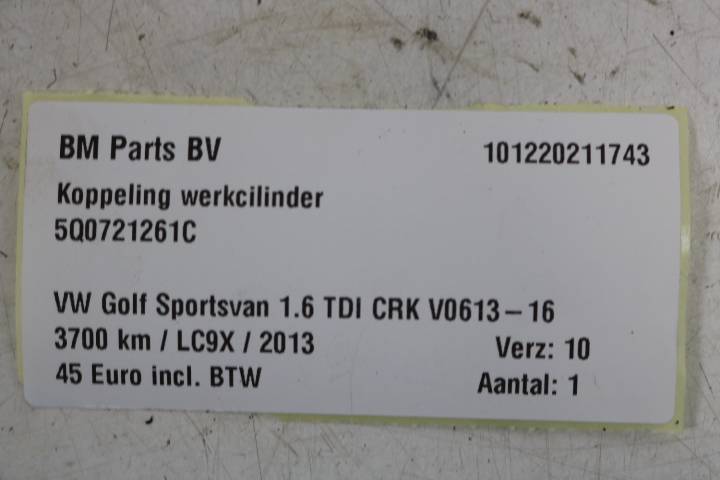 BM Parts BV 101220211743
Koppeling werkcilinder
5Q0721261C
VW Golf Sportsvan 1.6 TDI CRK V0613-16
3700 km / LC9X / 2013 Verz: 10
45 Euro incl. BTW Aantal: 1